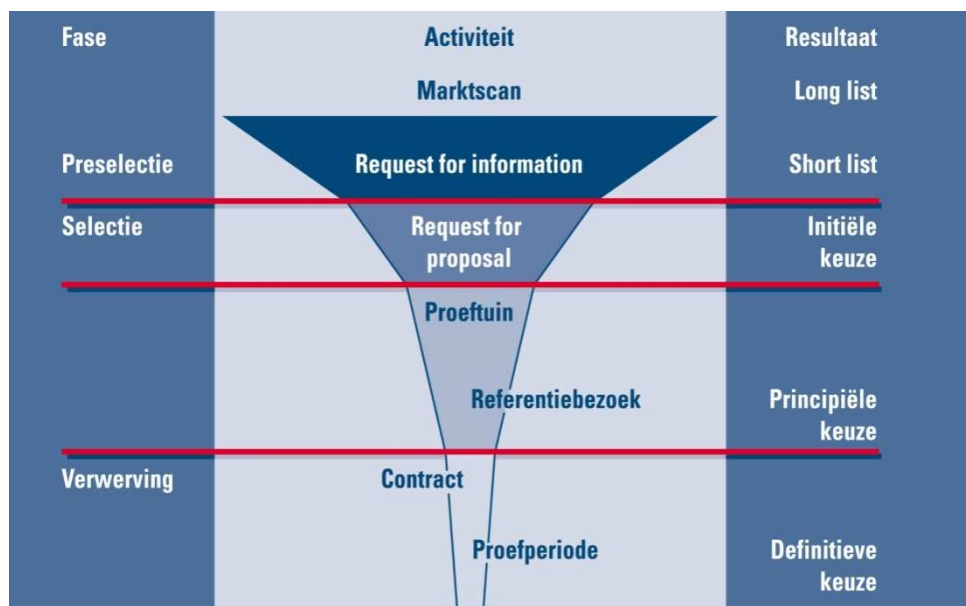 Fase Activiteit Resultaat
Marktscan Long list
Preselectie Request for information Short list
Selectie Request for Initiële
proposal keuze
Proeftuin
Referentiebezoek Principiële
keuze
Verwerving Contract
Proefperiode Definitieve
keuze